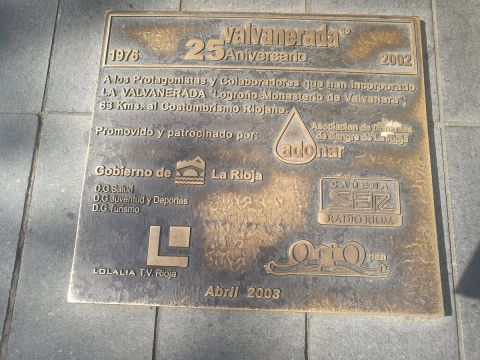 valvanerada®
1976 25 Aniversario 2002
A los Protagonistas y Colaboradores que han incorporado
LA VALVANERADA "Logroño-Monasterio de Valvanera",
63 Kms. al Costumbrismo Riojano.
Promovido y patrocinado por:
Asociacion de Donantes
de Sangre de La Rioja
adonar
Gobierno de La Rioja
D.G. Salud
D.G. Juventud y Deportes
D.G. Turismo
CADENA
SER
RADIO RIOJA
LOLALIA T.V. Rioja
Abril 2003